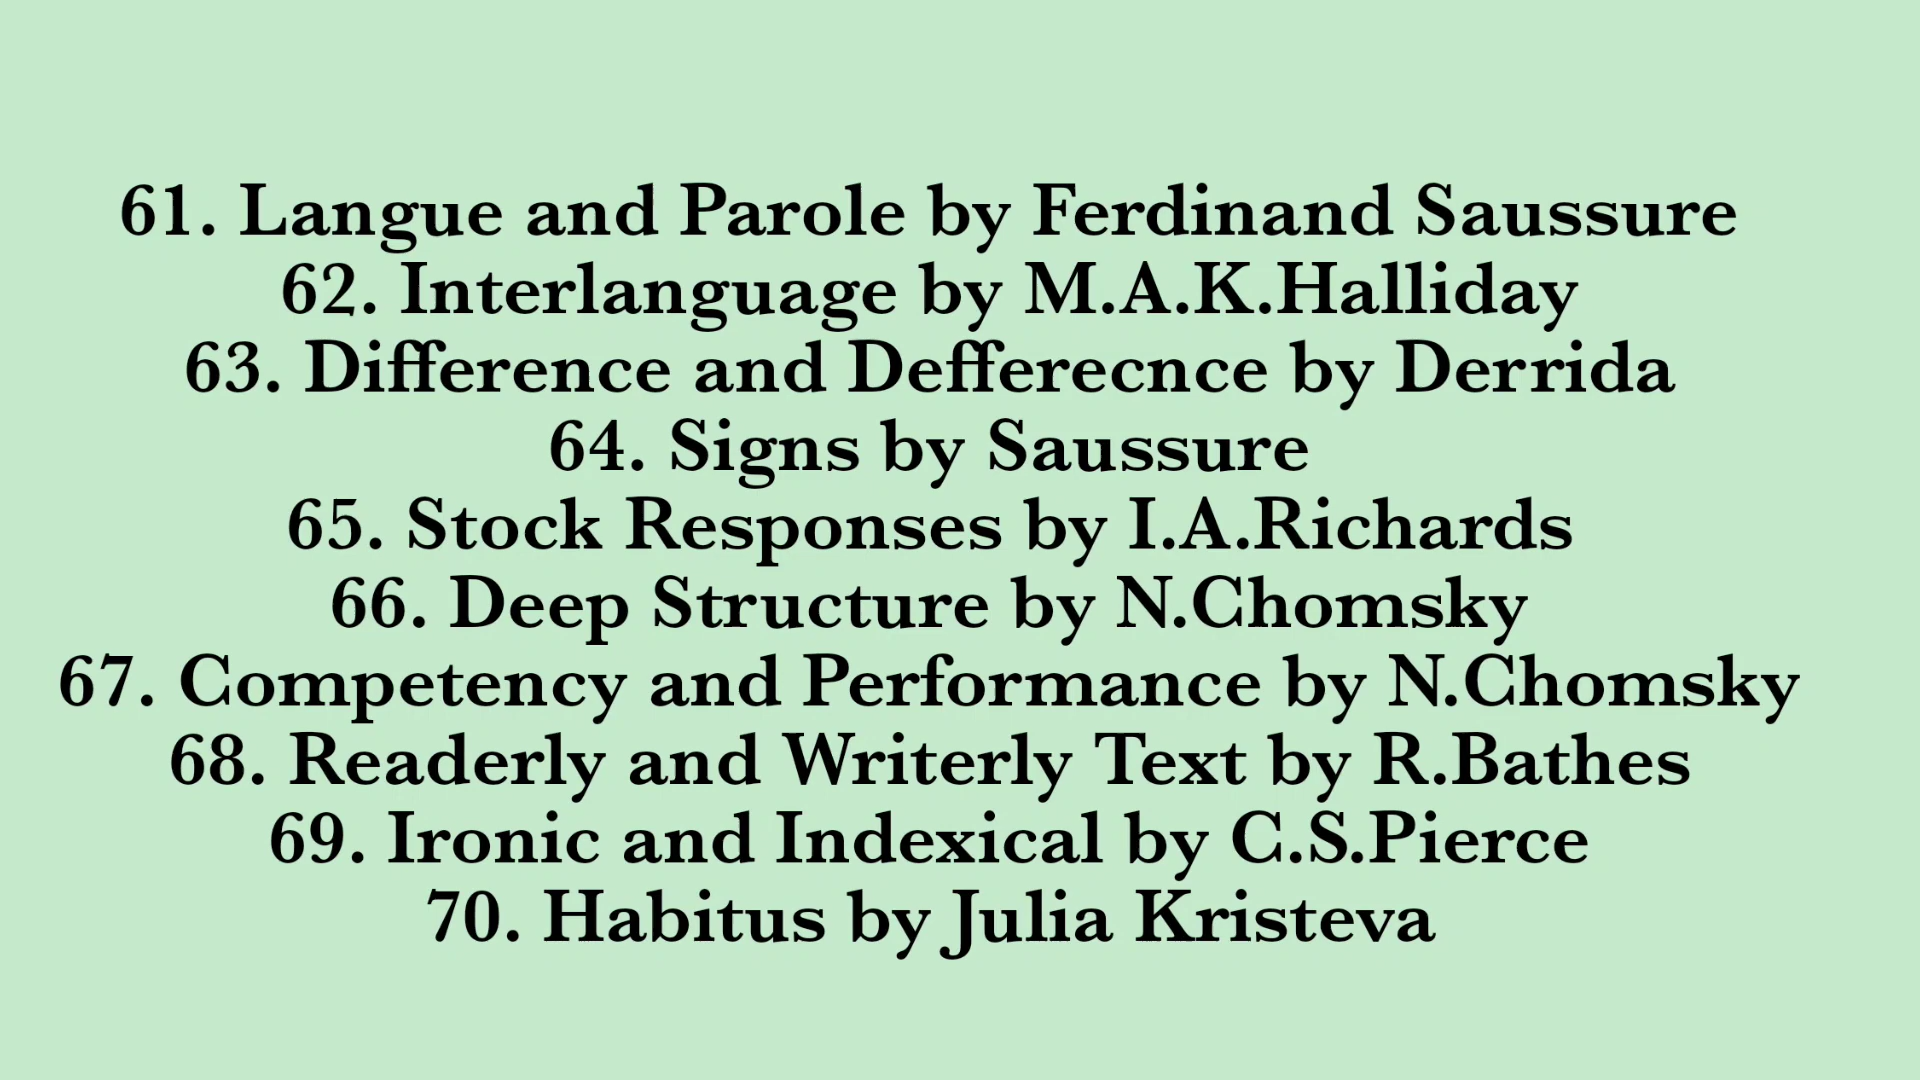 61. Langue and Parole by Ferdinand Saussure
62. Interlanguage by M.A.K.Halliday
63. Difference and Defferecnce by Derrida
64. Signs by Saussure
65. Stock Responses by I.A.Richards
66. Deep Structure by N.Chomsky
67. Competency and Performance by N.Chomsky
68. Readerly and Writerly Text by R.Bathes
69. Ironic and Indexical by C.S.Pierce
70. Habitus by Julia Kristeva